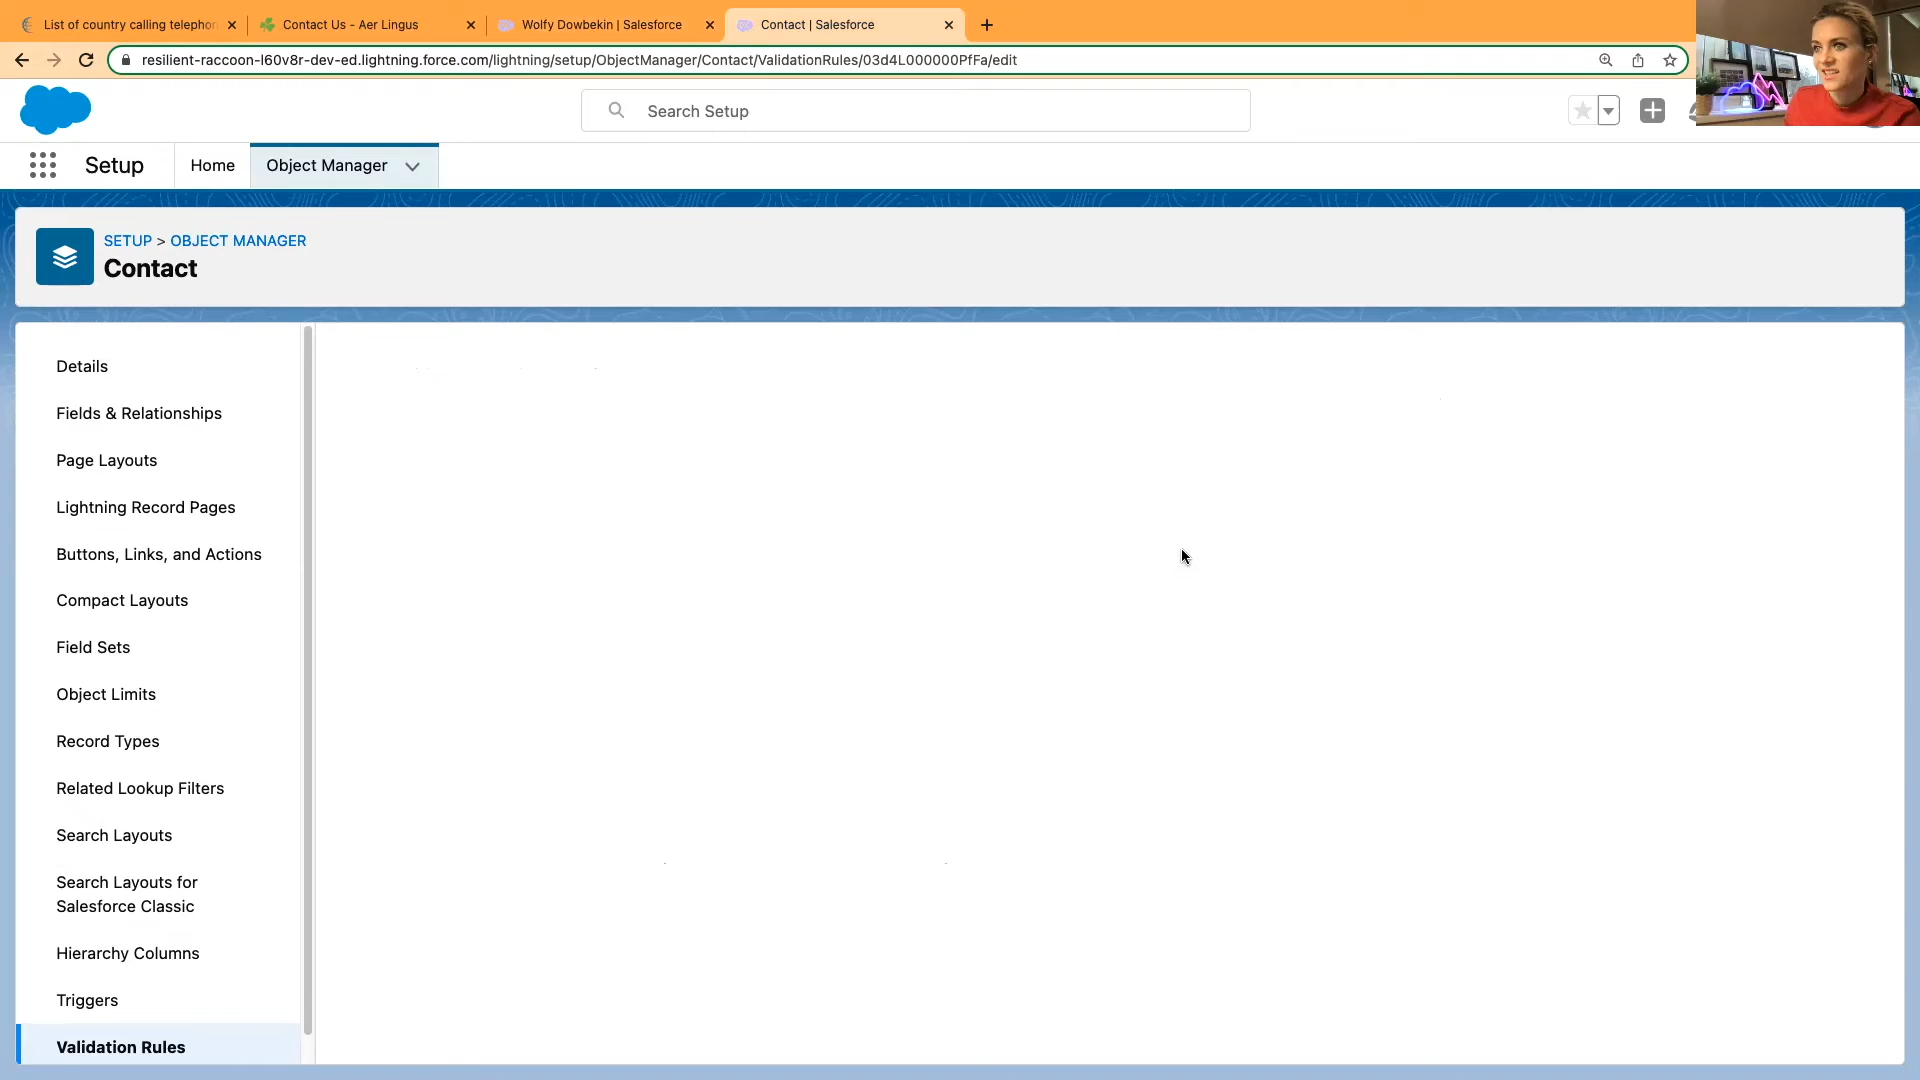 List of country calling telephon
Contact Us - Aer Lingus
Wolfy Dowbekin | Salesforce
Contact | Salesforce
resilient-raccoon-l60v8r-dev-ed.lightning.force.com/lightning/setup/ObjectManager/Contact/ValidationRules/03d4L000000PfFa/edit
Search Setup
Setup
Home
Object Manager
SETUP > OBJECT MANAGER
Contact
Details
Fields & Relationships
Page Layouts
Lightning Record Pages
Buttons, Links, and Actions
Compact Layouts
Field Sets
Object Limits
Record Types
Related Lookup Filters
Search Layouts
Search Layouts for
Salesforce Classic
Hierarchy Columns
Triggers
Validation Rules